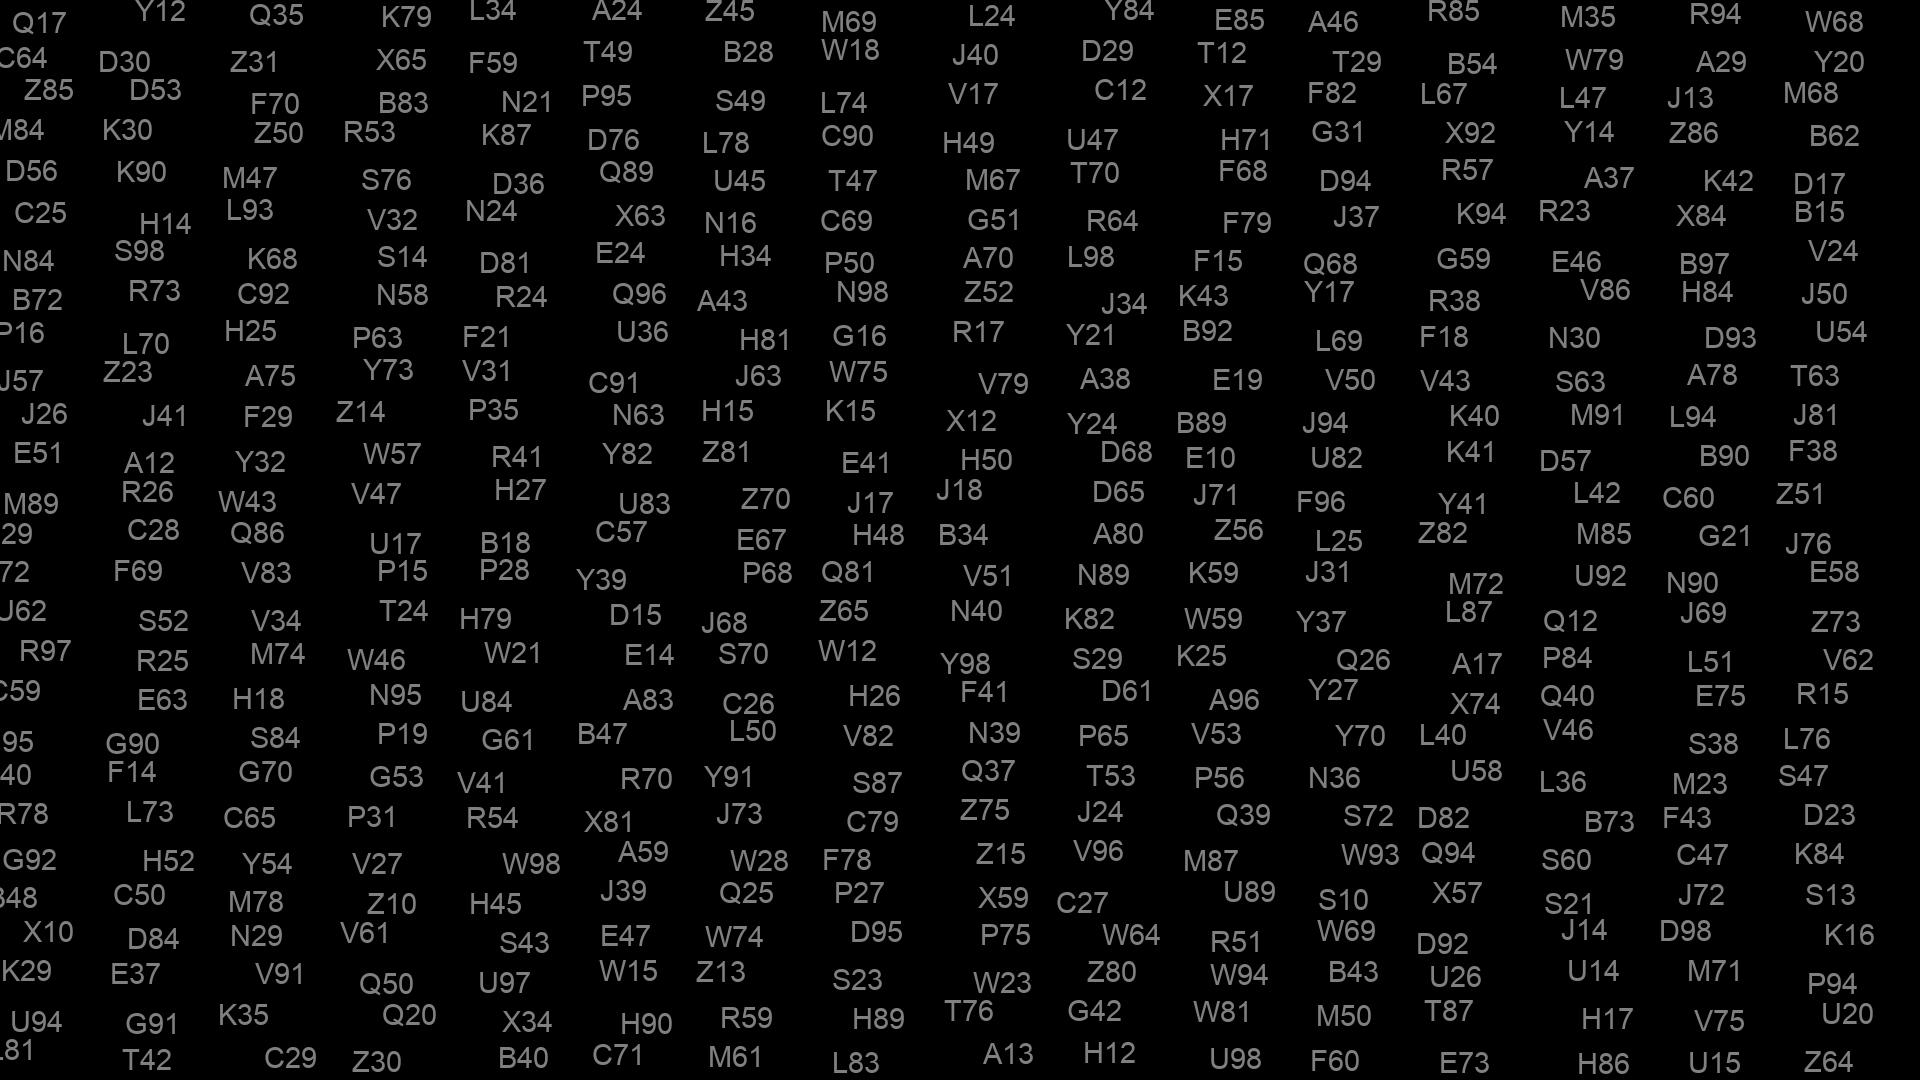 Q17 Y12 Q35 K79 L34 A24 Z45 M69 L24 Y84 E85 A46 R85 M35 R94 W68
C64 D30 Z31 X65 F59 T49 B28 W18 J40 D29 T12 T29 B54 W79 A29 Y20
Z85 D53 F70 B83 N21 P95 S49 L74 V17 C12 X17 F82 L67 L47 J13 M68
M84 K30 Z50 R53 K87 D76 L78 C90 H49 U47 H71 G31 X92 Y14 Z86 B62
D56 K90 M47 S76 D36 Q89 U45 T47 M67 T70 F68 D94 R57 A37 K42 D17
C25 H14 L93 V32 N24 X63 N16 C69 G51 R64 F79 J37 K94 R23 X84 B15
N84 S98 K68 S14 D81 E24 H34 P50 A70 L98 F15 Q68 G59 E46 B97 V24
B72 R73 C92 N58 R24 Q96 A43 N98 Z52 J34 K43 Y17 R38 V86 H84 J50
P16 L70 H25 P63 F21 U36 H81 G16 R17 Y21 B92 L69 F18 N30 D93 U54
J57 Z23 A75 Y73 V31 C91 J63 W75 V79 A38 E19 V50 V43 S63 A78 T63
J26 J41 F29 Z14 P35 N63 H15 K15 X12 Y24 B89 J94 K40 M91 L94 J81
E51 A12 Y32 W57 R41 Y82 Z81 E41 H50 D68 E10 U82 K41 D57 B90 F38
M89 R26 W43 V47 H27 U83 Z70 J17 J18 D65 J71 F96 Y41 L42 C60 Z51
29 C28 Q86 U17 B18 C57 E67 H48 B34 A80 Z56 L25 Z82 M85 G21 J76
72 F69 V83 P15 P28 Y39 P68 Q81 V51 N89 K59 J31 M72 U92 N90 E58
U62 S52 V34 T24 H79 D15 J68 Z65 N40 K82 W59 Y37 L87 Q12 J69 Z73
R97 R25 M74 W46 W21 E14 S70 W12 Y98 S29 K25 Q26 A17 P84 L51 V62
C59 E63 H18 N95 U84 A83 C26 H26 F41 D61 A96 Y27 X74 Q40 E75 R15
95 G90 S84 P19 G61 B47 L50 V82 N39 P65 V53 Y70 L40 V46 S38 L76
40 F14 G70 G53 V41 R70 Y91 S87 Q37 T53 P56 N36 U58 L36 M23 S47
R78 L73 C65 P31 R54 X81 J73 C79 Z75 J24 Q39 S72 D82 B73 F43 D23
G92 H52 Y54 V27 W98 A59 W28 F78 Z15 V96 M87 W93 Q94 S60 C47 K84
48 C50 M78 Z10 H45 J39 Q25 P27 X59 C27 U89 S10 X57 S21 J72 S13
X10 D84 N29 V61 S43 E47 W74 D95 P75 W64 R51 W69 D92 J14 D98 K16
K29 E37 V91 Q50 U97 W15 Z13 S23 W23 Z80 W94 B43 U26 U14 M71 P94
U94 G91 K35 Q20 X34 H90 R59 H89 T76 G42 W81 M50 T87 H17 V75 U20
81 T42 C29 Z30 B40 C71 M61 L83 A13 H12 U98 F60 E73 H86 U15 Z64